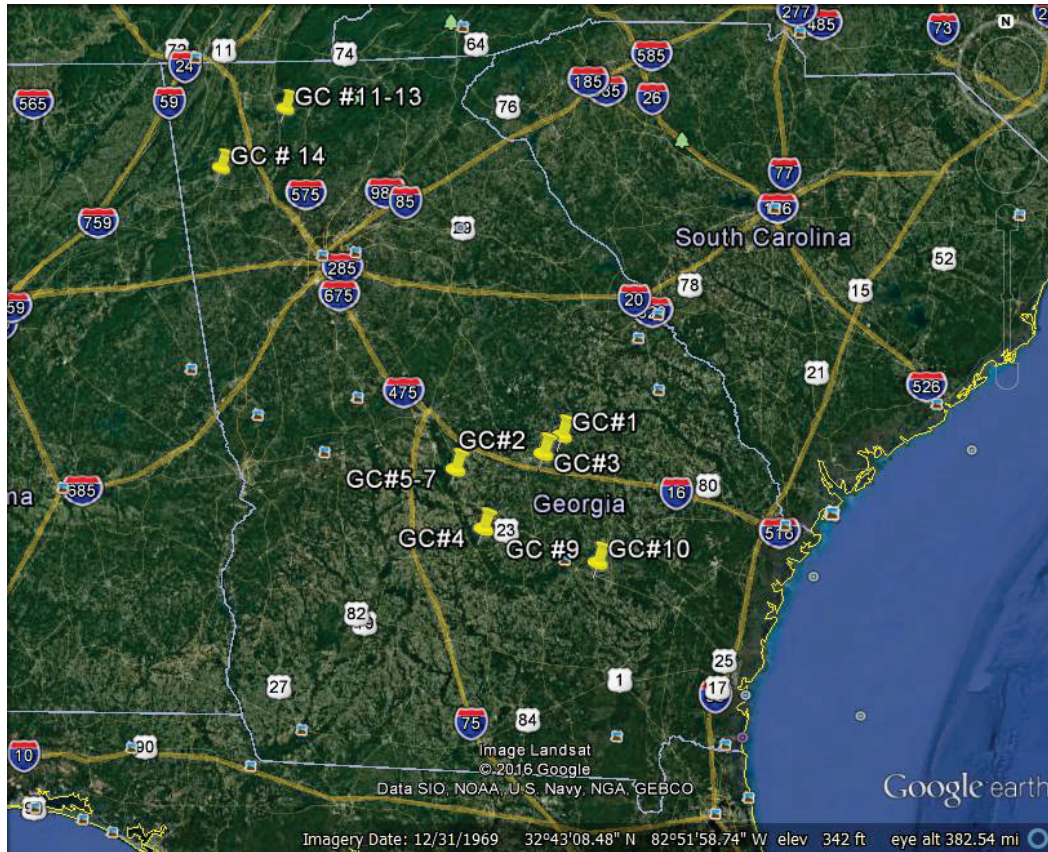 277
485
73
N
11
74
64
24
585
565
59
185
26
76
GC #11-13
GC # 14
77
575
85
759
South Carolina
52
285
78
15
675
20
59
21
475
526
GC#1
GC#2
GC#3
GC#5-7
685
80
16
ma
Georgia
GC#4
23
GC #9
GC#10
516
82
25
27
1
17
75
84
10
90
Image Landsat
© 2016 Google
Data SIO, NOAA, U.S. Navy, NGA, GEBCO
Google earth
Imagery Date: 12/31/1969 32°43'08.48" N 82°51'58.74" W elev 342 ft eye alt 382.54 mi